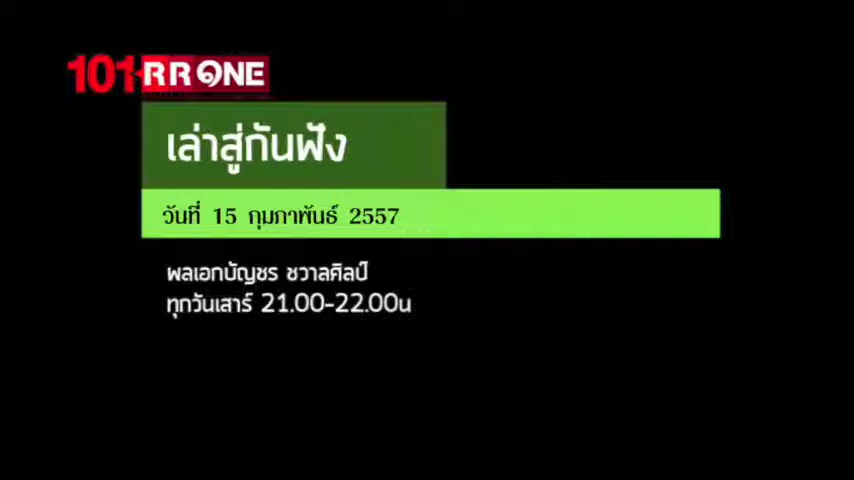 101 RR ONE
เล่าสู่กันฟัง
วันที่ 15 กุมภาพันธ์ 2557
พลเอกบัญชร ชวาลศิลป์
ทุกวันเสาร์ 21.00-22.00น